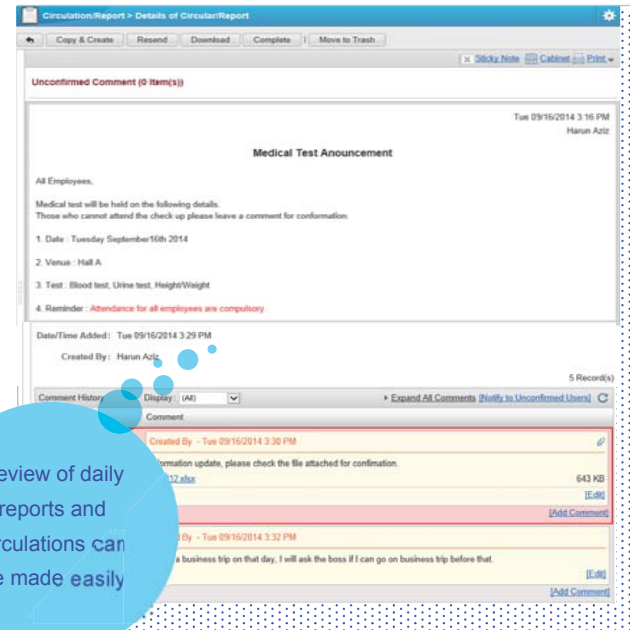 Circulation/Report > Details of Circular/Report
Copy & Create Resend Download Complete | Move to Trash
Sticky Note Cabinet Print
Unconfirmed Comment (0 Item(s))
Tue 09/16/2014 3:16 PM
Harun Aziz
Medical Test Anouncement
All Employees,
Medical test will be held on the following details.
Those who cannot attend the check up please leave a comment for conformation.
1. Date : Tuesday September16th 2014
2. Venue : Hall A
3. Test : Blood test, Urine test, Height/Weight
4. Reminder : Attendance for all employees are compulsory
Date/Time Added : Tue 09/16/2014 3:29 PM
Created By : Harun Aziz
5 Record(s)
Comment History Display : (All) Expand All Comments [Notify to Unconfirmed Users]
Comment
Created By - Tue 09/16/2014 3:30 PM
update, please check the file attached for confimation.
.xlsx 643 KB
[Edit]
[Add Comment]
By - Tue 09/16/2014 3:32 PM
a business trip on that day, I will ask the boss if I can go on business trip before that.
[Edit]
[Add Comment]
eview of daily
reports and
can
made easily